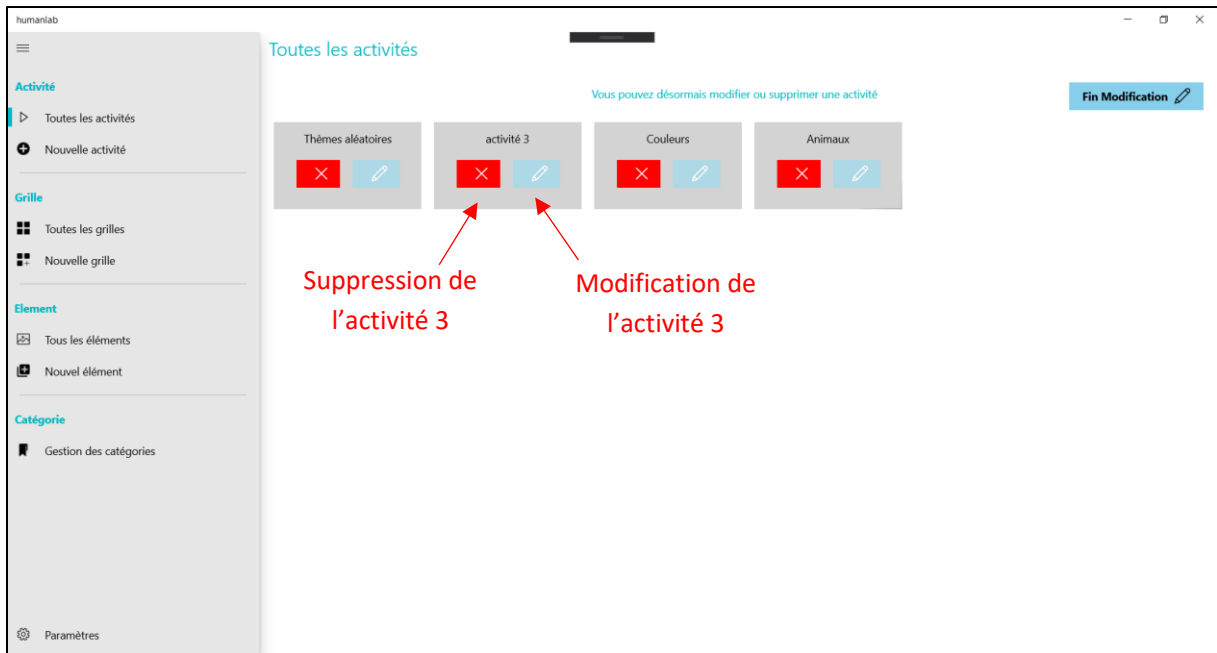 humanlab
Toutes les activités
Activité
Vous pouvez désormais modifier ou supprimer une activité
Fin Modification
Toutes les activités
Nouvelle activité
Thèmes aléatoires
activité 3
Couleurs
Animaux
Grille
Toutes les grilles
Nouvelle grille
Suppression de
l'activité 3
Modification de
l'activité 3
Element
Tous les éléments
Nouvel élément
Catégorie
Gestion des catégories
Paramètres